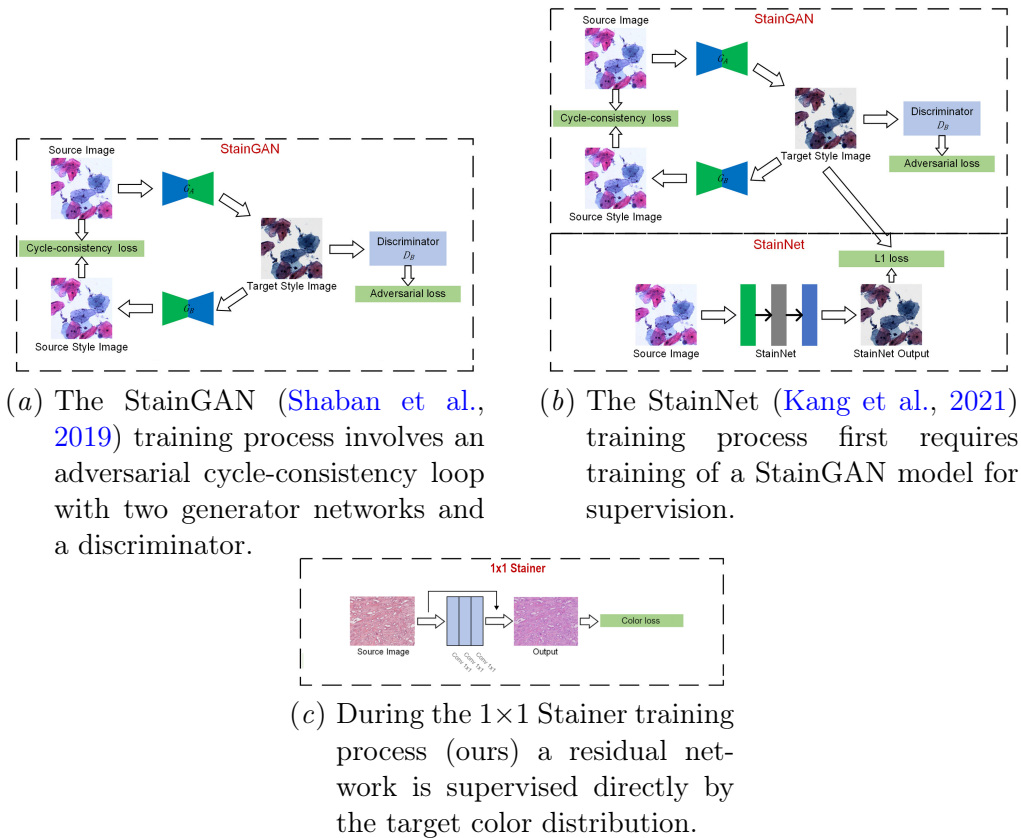 StainGAN
Source Image
G_A
Cycle-consistency loss
Discriminator
D_B
Target Style Image
Adversarial loss
G_B
Source Style Image
(a) The StainGAN (Shaban et al.,
2019) training process involves an
adversarial cycle-consistency loop
with two generator networks and
a discriminator.
StainGAN
Source Image
G_A
Cycle-consistency loss
Discriminator
D_B
Target Style Image
Adversarial loss
G_B
Source Style Image
StainNet
L1 loss
Source Image
StainNet
StainNet Output
(b) The StainNet (Kang et al., 2021)
training process first requires
training of a StainGAN model for
supervision.
1x1 Stainer
Color loss
Source Image
Output
Conv 1x1
Conv 1x1
Conv 1x1
(c) During the 1×1 Stainer training
process (ours) a residual net-
work is supervised directly by
the target color distribution.